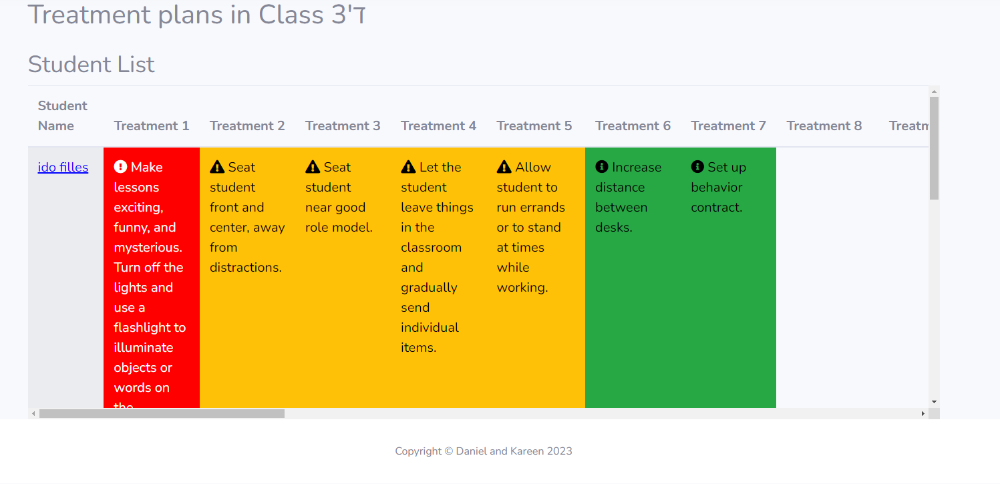 Treatment plans in Class 3'ד
Student List
Student Name
Treatment 1
Treatment 2
Treatment 3
Treatment 4
Treatment 5
Treatment 6
Treatment 7
Treatment 8
Treatm
ido filles
Make
lessons
exciting,
funny, and
mysterious.
Turn off the
lights and
use a
flashlight to
illuminate
objects or
words on
the
Seat
student
front and
center, away
from
distractions.
Seat
student
near good
role model.
Let the
student
leave things
in the
classroom
and
gradually
send
individual
items.
Allow
student to
run errands
or to stand
at times
while
working.
Increase
distance
between
desks.
Set up
behavior
contract.
Copyright © Daniel and Kareen 2023